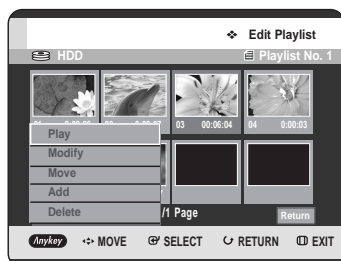 ❖ Edit Playlist
HDD Playlist No. 1
03 00:06:04 04 0:00:03
Play
Modify
Move
Add
Delete
/1 Page Return
Anykey MOVE SELECT RETURN EXIT